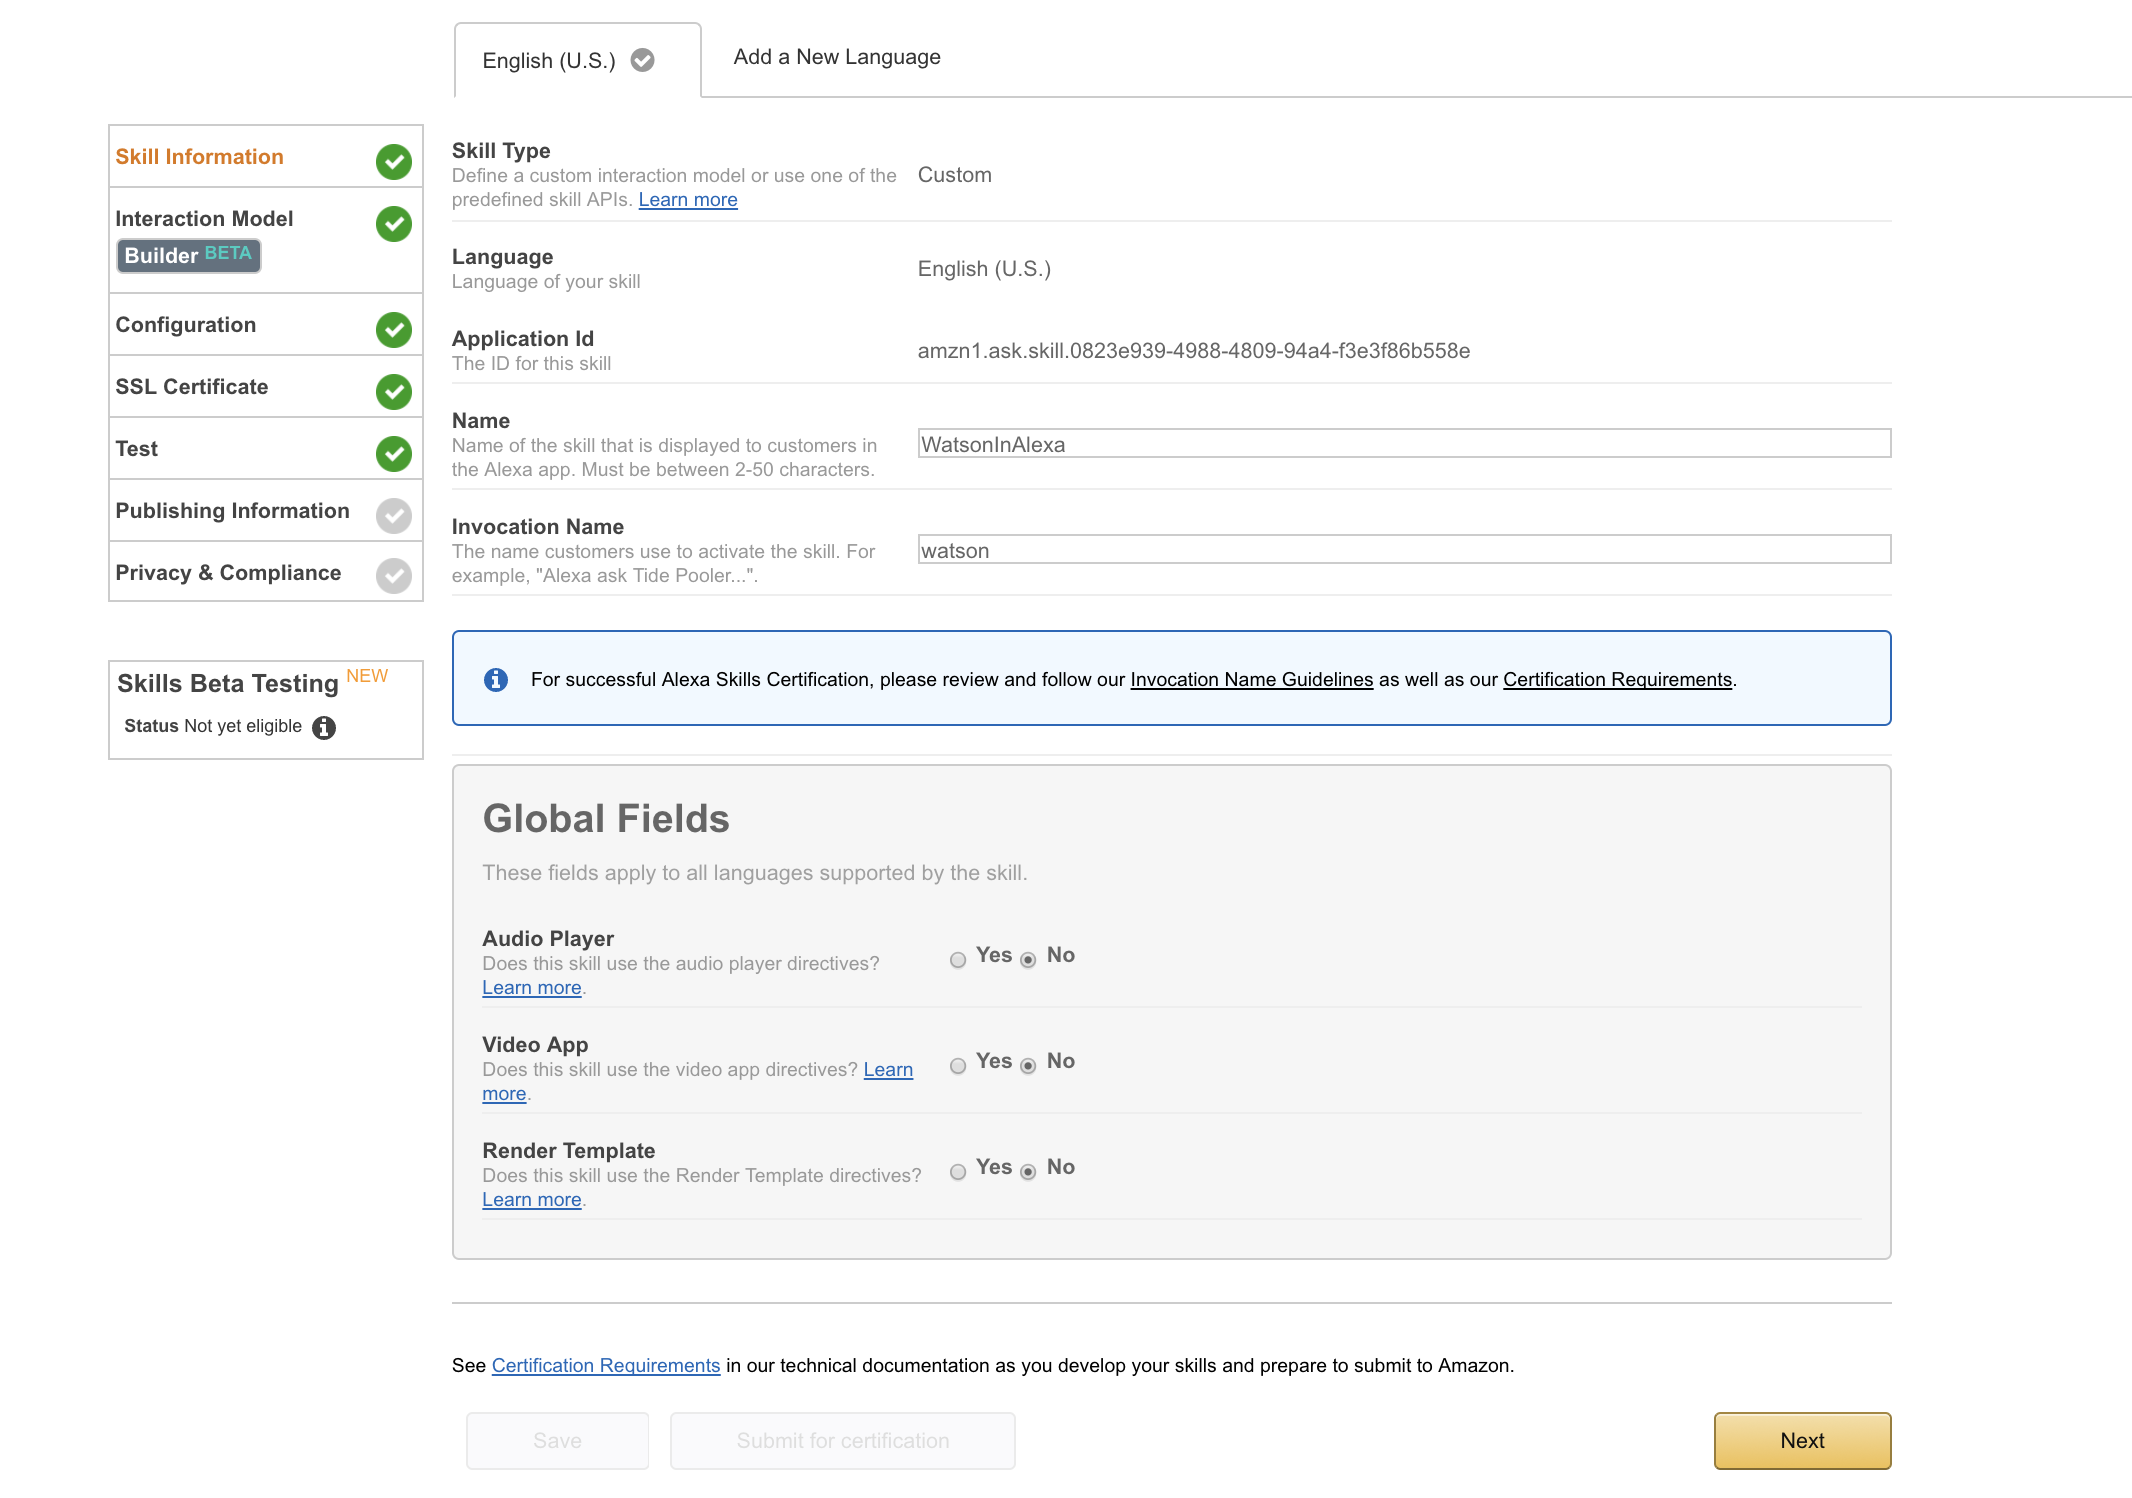 English (U.S.)
Add a New Language
Skill Information
Interaction Model
Builder BETA
Configuration
SSL Certificate
Test
Publishing Information
Privacy & Compliance
Skills Beta Testing NEW
Status Not yet eligible
Skill Type
Define a custom interaction model or use one of the
predefined skill APIs. Learn more
Custom
Language
Language of your skill
English (U.S.)
Application Id
The ID for this skill
amzn1.ask.skill.0823e939-4988-4809-94a4-f3e3f86b558e
Name
Name of the skill that is displayed to customers in
the Alexa app. Must be between 2-50 characters.
WatsonInAlexa
Invocation Name
The name customers use to activate the skill. For
example, "Alexa ask Tide Pooler...".
watson
For successful Alexa Skills Certification, please review and follow our Invocation Name Guidelines as well as our Certification Requirements.
Global Fields
These fields apply to all languages supported by the skill.
Audio Player
Does this skill use the audio player directives?
Learn more.
Yes No
Video App
Does this skill use the video app directives? Learn
more.
Yes No
Render Template
Does this skill use the Render Template directives?
Learn more.
Yes No
See Certification Requirements in our technical documentation as you develop your skills and prepare to submit to Amazon.
Save
Submit for certification
Next